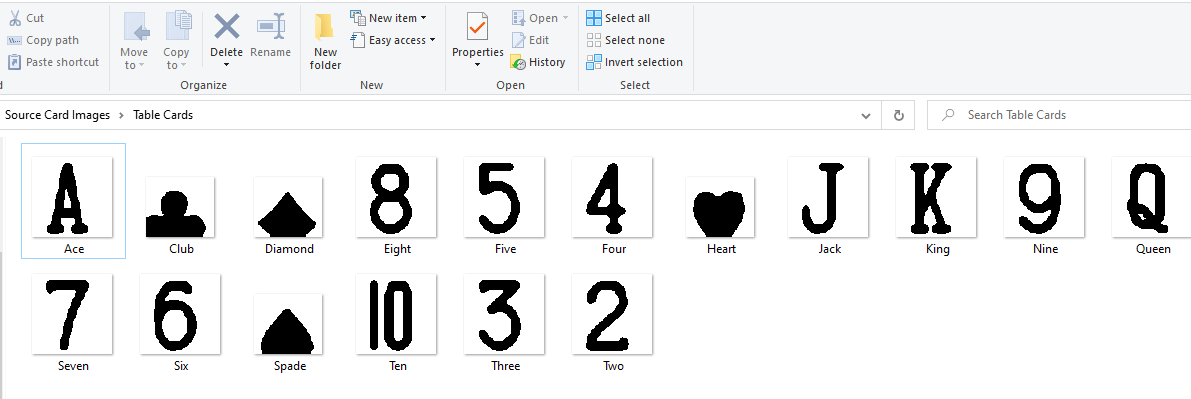 Cut
Copy path
Paste shortcut
Move to
Copy to
Delete
Rename
Organize
New folder
New item
Easy access
New
Properties
Open
Edit
History
Open
Select all
Select none
Invert selection
Select
Source Card Images > Table Cards
Search Table Cards
A 8 5 4 J K 9 Q
Ace Club Diamond Eight Five Four Heart Jack King Nine Queen
7 6 10 3 2
Seven Six Spade Ten Three Two